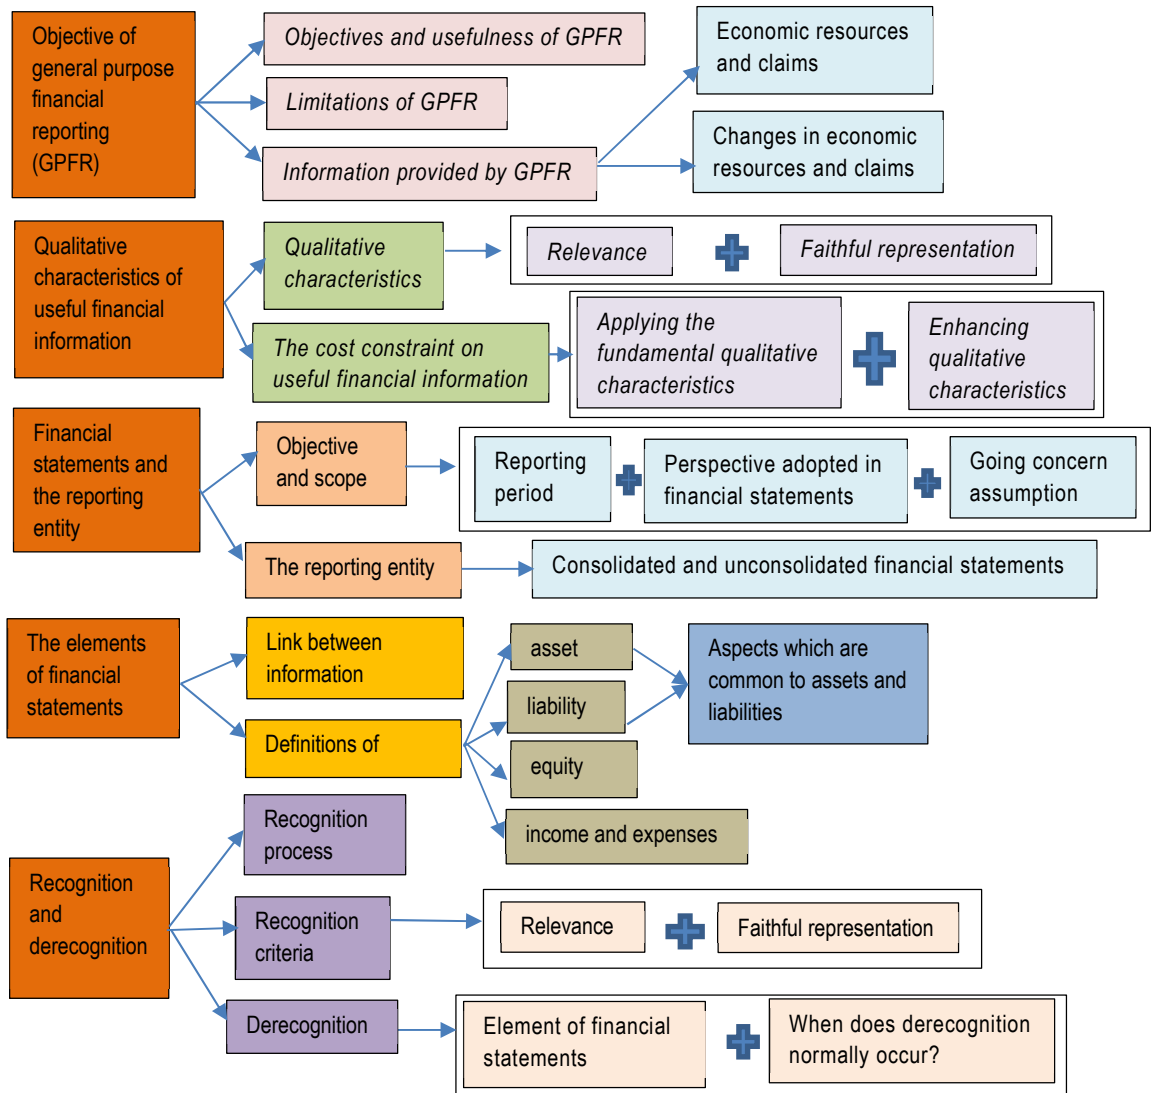 Objective of
general purpose
financial
reporting
(GPFR)
Objectives and usefulness of GPFR
Limitations of GPFR
Information provided by GPFR
Economic resources
and claims
Changes in economic
resources and claims
Qualitative
characteristics of
useful financial
information
Qualitative
characteristics
Relevance
Faithful representation
The cost constraint on
useful financial information
Applying the
fundamental qualitative
characteristics
Enhancing
qualitative
characteristics
Financial
statements and
the reporting
entity
Objective
and scope
Reporting
period
Perspective adopted in
financial statements
Going concern
assumption
The reporting entity
Consolidated and unconsolidated financial statements
The elements
of financial
statements
Link between
information
Definitions of
asset
liability
equity
income and expenses
Aspects which are
common to assets and
liabilities
Recognition
and
derecognition
Recognition
process
Recognition
criteria
Relevance
Faithful representation
Derecognition
Element of financial
statements
When does derecognition
normally occur?